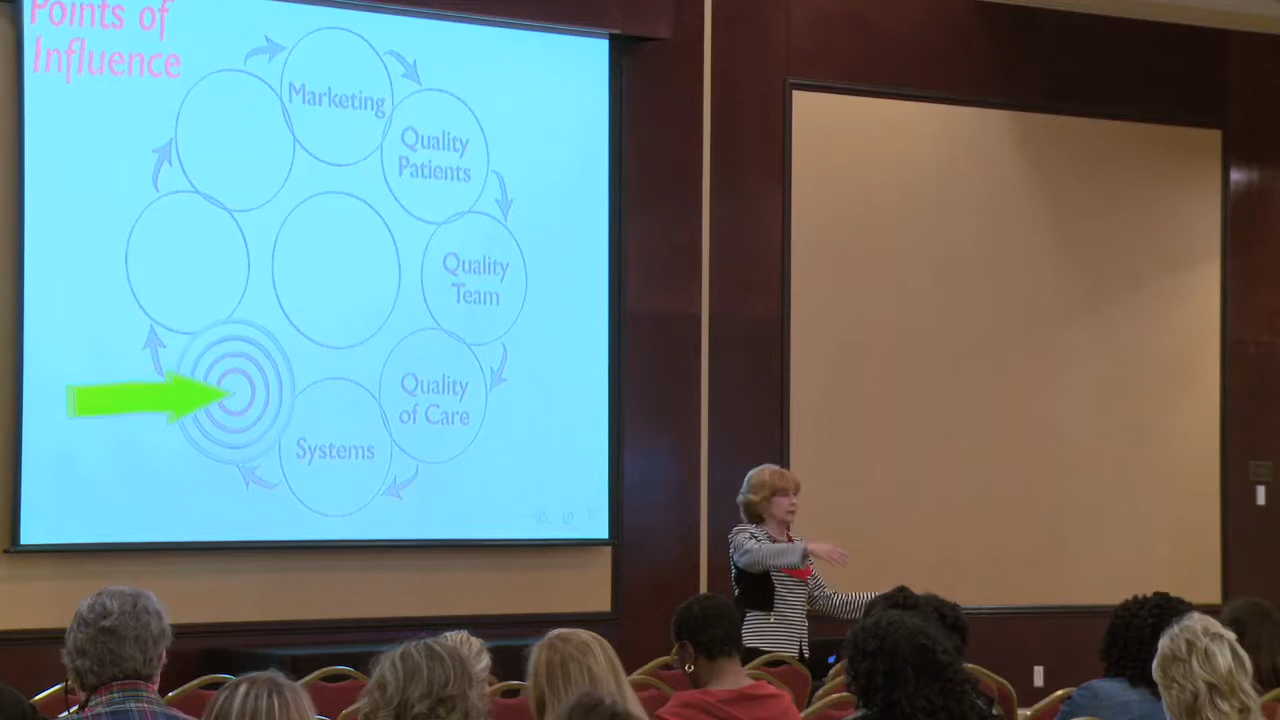 Points of
Influence
Marketing
Quality
Patients
Quality
Team
Quality
of Care
Systems